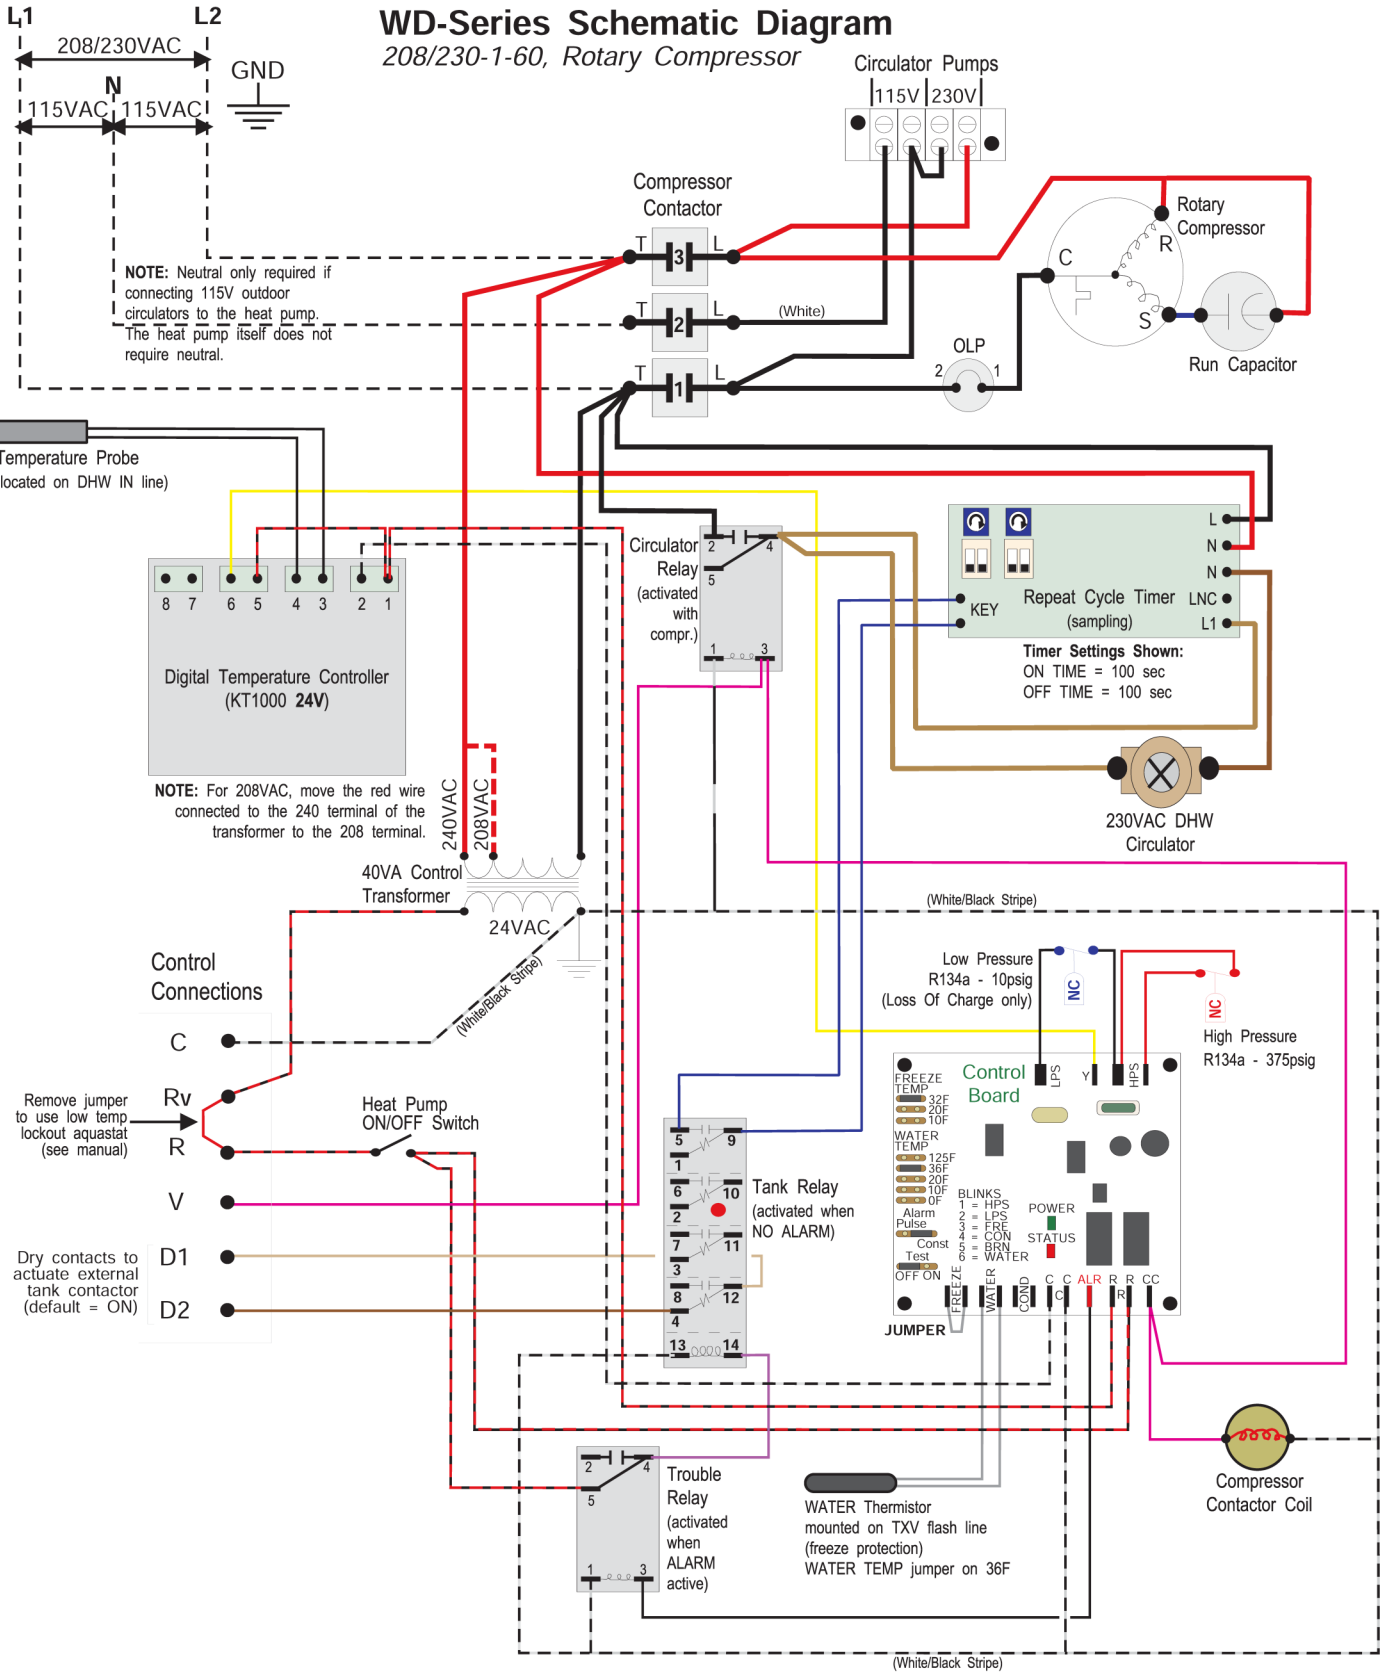 WD-Series Schematic Diagram
208/230-1-60, Rotary Compressor
L1
L2
208/230VAC
N
GND
115VAC
115VAC
Circulator Pumps
115V
230V
Compressor
Contactor
T
L
3
T
L
2
(White)
T
L
1
Rotary
Compressor
C
R
S
Run Capacitor
OLP
2
1
NOTE: Neutral only required if
connecting 115V outdoor
circulators to the heat pump.
The heat pump itself does not
require neutral.
Temperature Probe
located on DHW IN line)
8
7
6
5
4
3
2
1
Digital Temperature Controller
(KT1000 24V)
NOTE: For 208VAC, move the red wire
connected to the 240 terminal of the
transformer to the 208 terminal.
Circulator
Relay
(activated
with
compr.)
2
4
5
1
3
L
N
N
LNC
L1
KEY
Repeat Cycle Timer
(sampling)
Timer Settings Shown:
ON TIME = 100 sec
OFF TIME = 100 sec
230VAC DHW
Circulator
240VAC
208VAC
40VA Control
Transformer
24VAC
(White/Black Stripe)
(White/Black Stripe)
Control
Connections
C
Rv
R
V
D1
D2
Remove jumper
to use low temp
lockout aquastat
(see manual)
Heat Pump
ON/OFF Switch
Dry contacts to
actuate external
tank contactor
(default = ON)
Low Pressure
R134a - 10psig
(Loss Of Charge only)
NC
NC
High Pressure
R134a - 375psig
5
9
1
6
10
2
7
11
3
8
12
4
13
14
Tank Relay
(activated when
NO ALARM)
Control
Board
LPS
Y
HPS
FREEZE
TEMP
32F
20F
10F
WATER
TEMP
125F
36F
20F
10F
0F
Alarm
Pulse
Const
Test
OFF ON
BLINKS
1 = HPS
2 = LPS
3 = FRE
4 = CON
5 = BRN
6 = WATER
POWER
STATUS
FREEZE
WATER
COND
C
C
C
ALR
R
R
R
CC
JUMPER
Compressor
Contactor Coil
2
4
5
1
3
Trouble
Relay
(activated
when
ALARM
active)
WATER Thermistor
mounted on TXV flash line
(freeze protection)
WATER TEMP jumper on 36F
(White/Black Stripe)